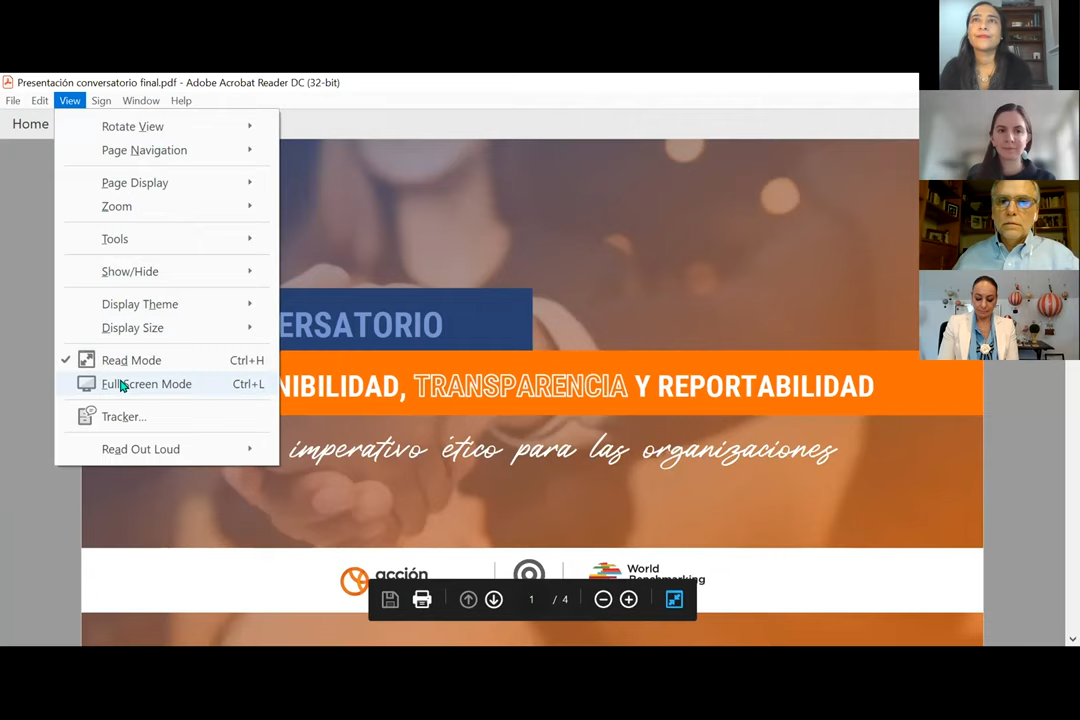 Presentación conversatorio final.pdf - Adobe Acrobat Reader DC (32-bit)
File Edit View Sign Window Help
Home
Rotate View
Page Navigation
Page Display
Zoom
Tools
Show/Hide
Display Theme
Display Size
Read Mode Ctrl+H
Full Screen Mode Ctrl+L
Tracker...
Read Out Loud
ERSATORIO
NIBILIDAD, TRANSPARENCIA Y REPORTABILIDAD
imperativo ético para las organizaciones
acción
World
Benchmarking
1 / 4